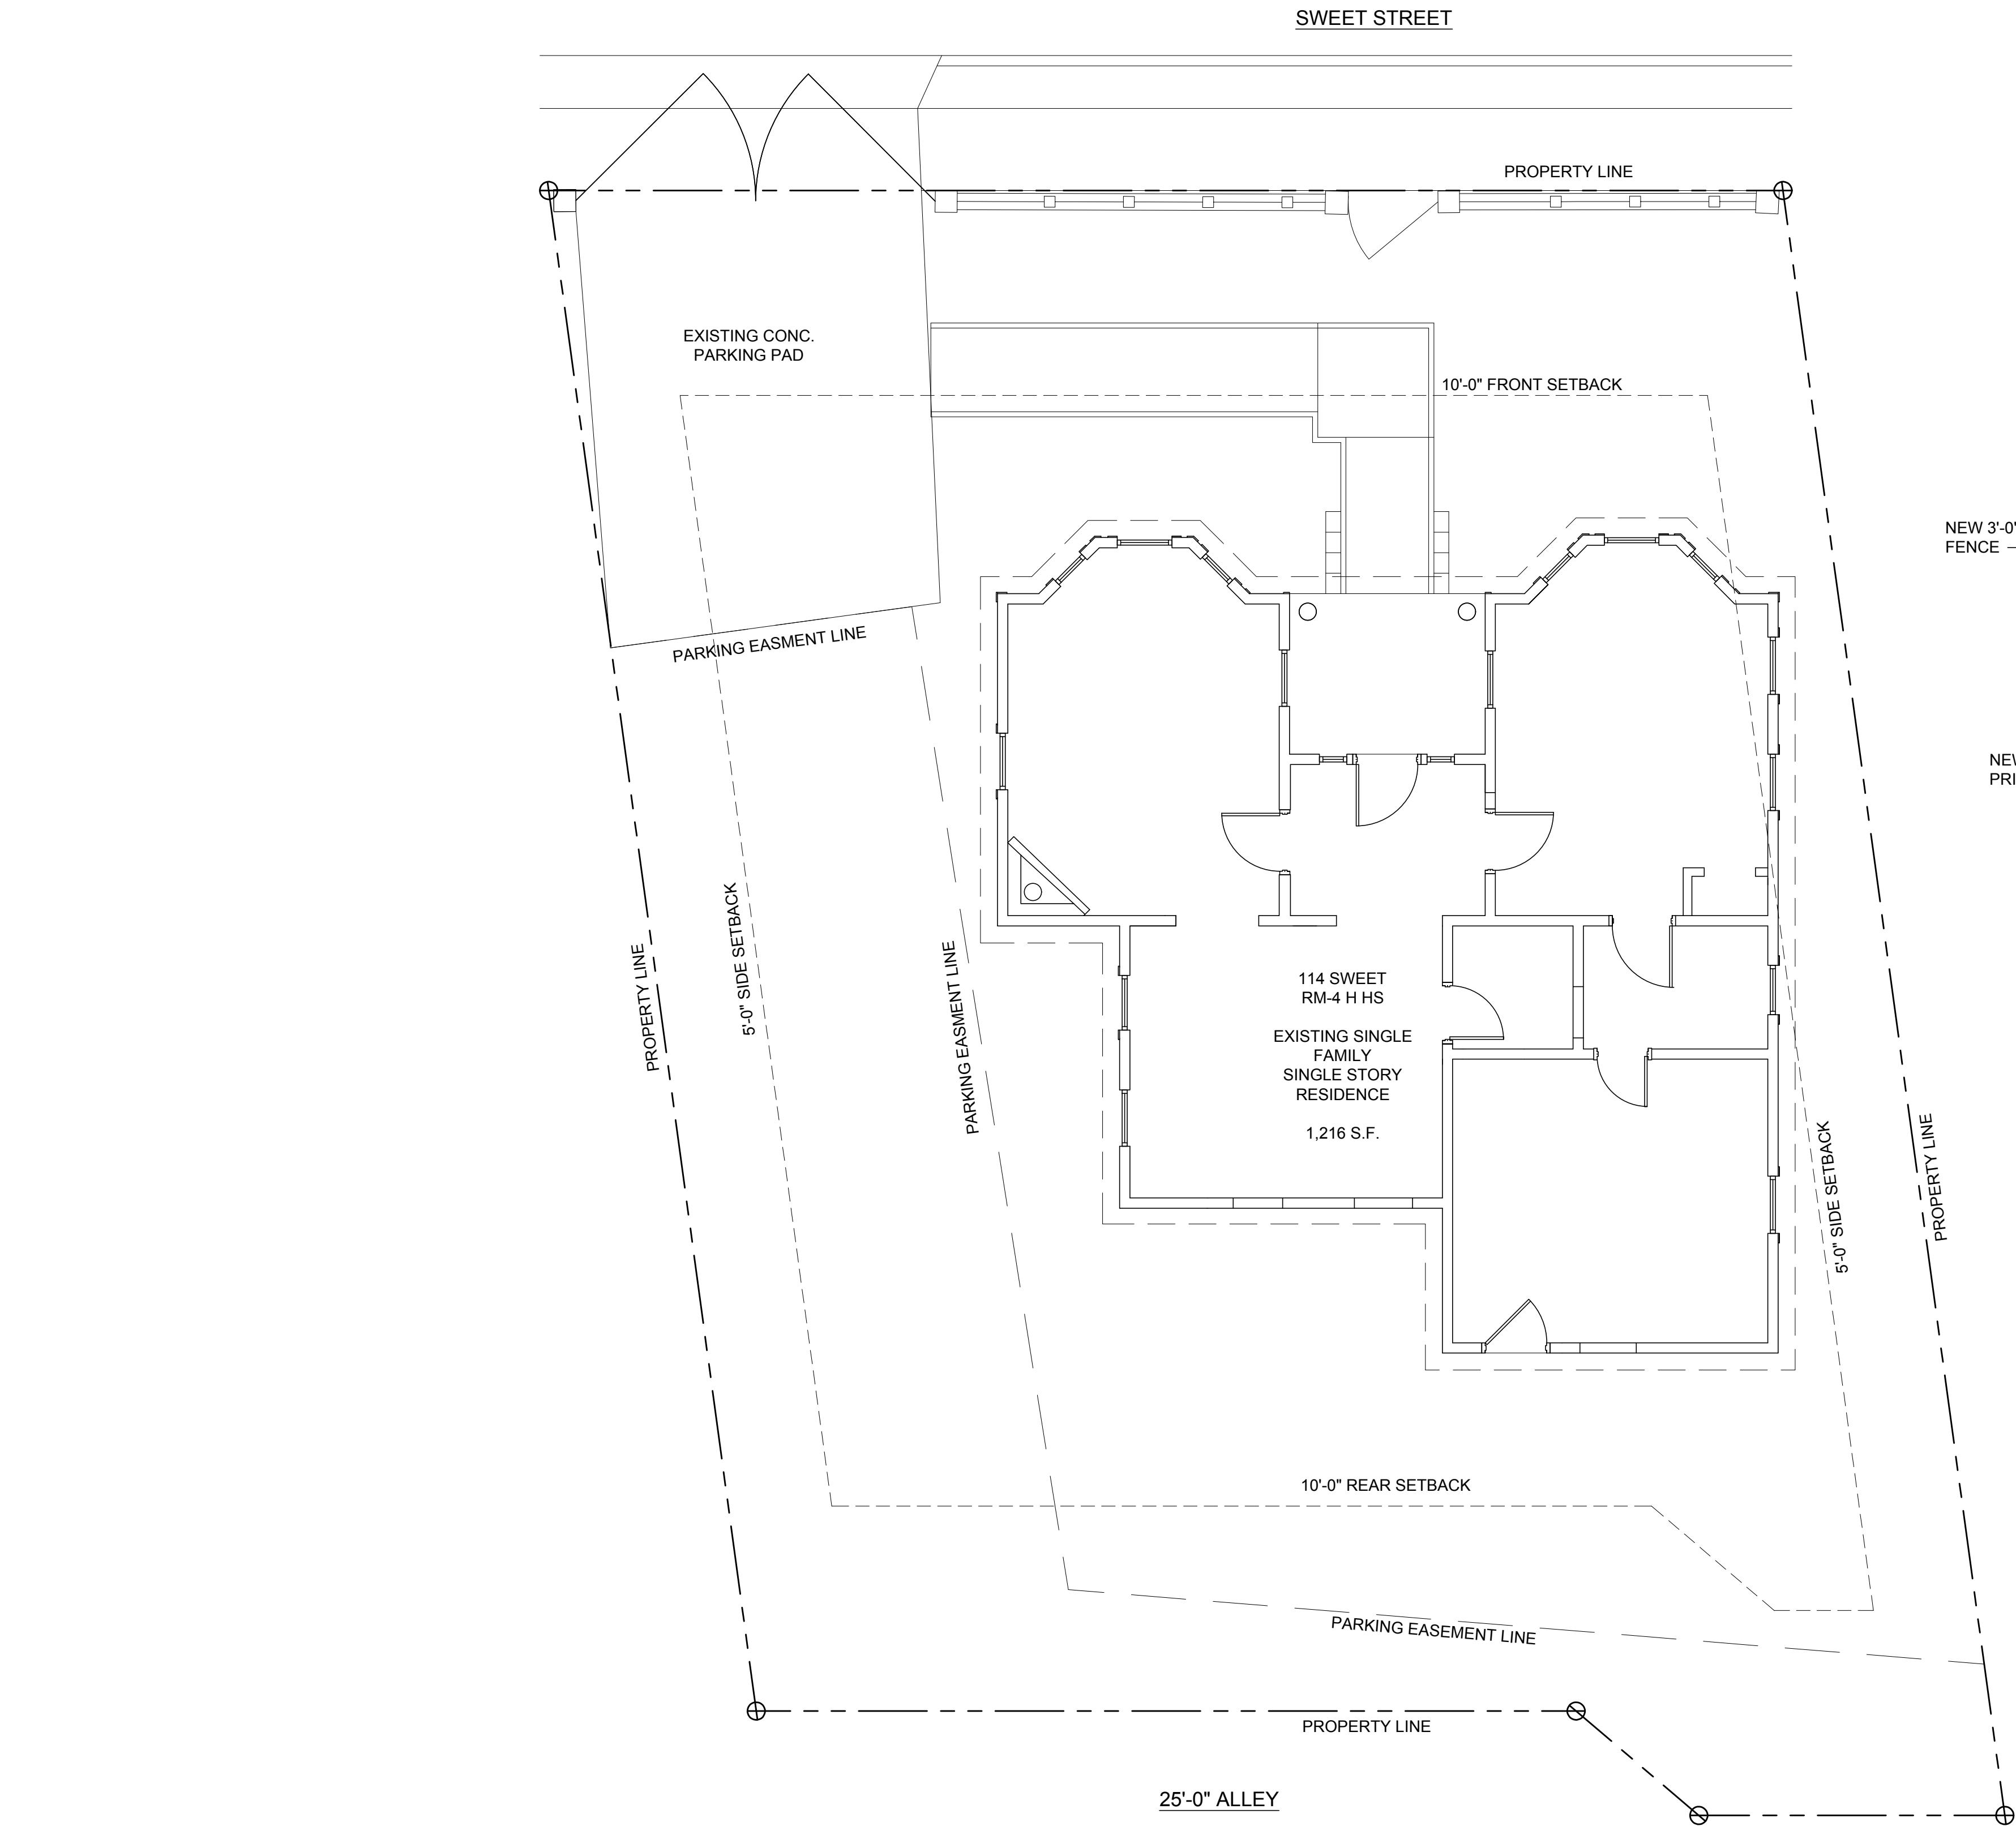 SWEET STREET
PROPERTY LINE
EXISTING CONC.
PARKING PAD
10'-0" FRONT SETBACK
NEW 3'-0"
FENCE
PARKING EASMENT LINE
5'-0" SIDE SETBACK
PROPERTY LINE
PARKING EASMENT LINE
114 SWEET
RM-4 H HS
EXISTING SINGLE
FAMILY
SINGLE STORY
RESIDENCE
1,216 S.F.
5'-0" SIDE SETBACK
PROPERTY LINE
10'-0" REAR SETBACK
PARKING EASEMENT LINE
PROPERTY LINE
25'-0" ALLEY